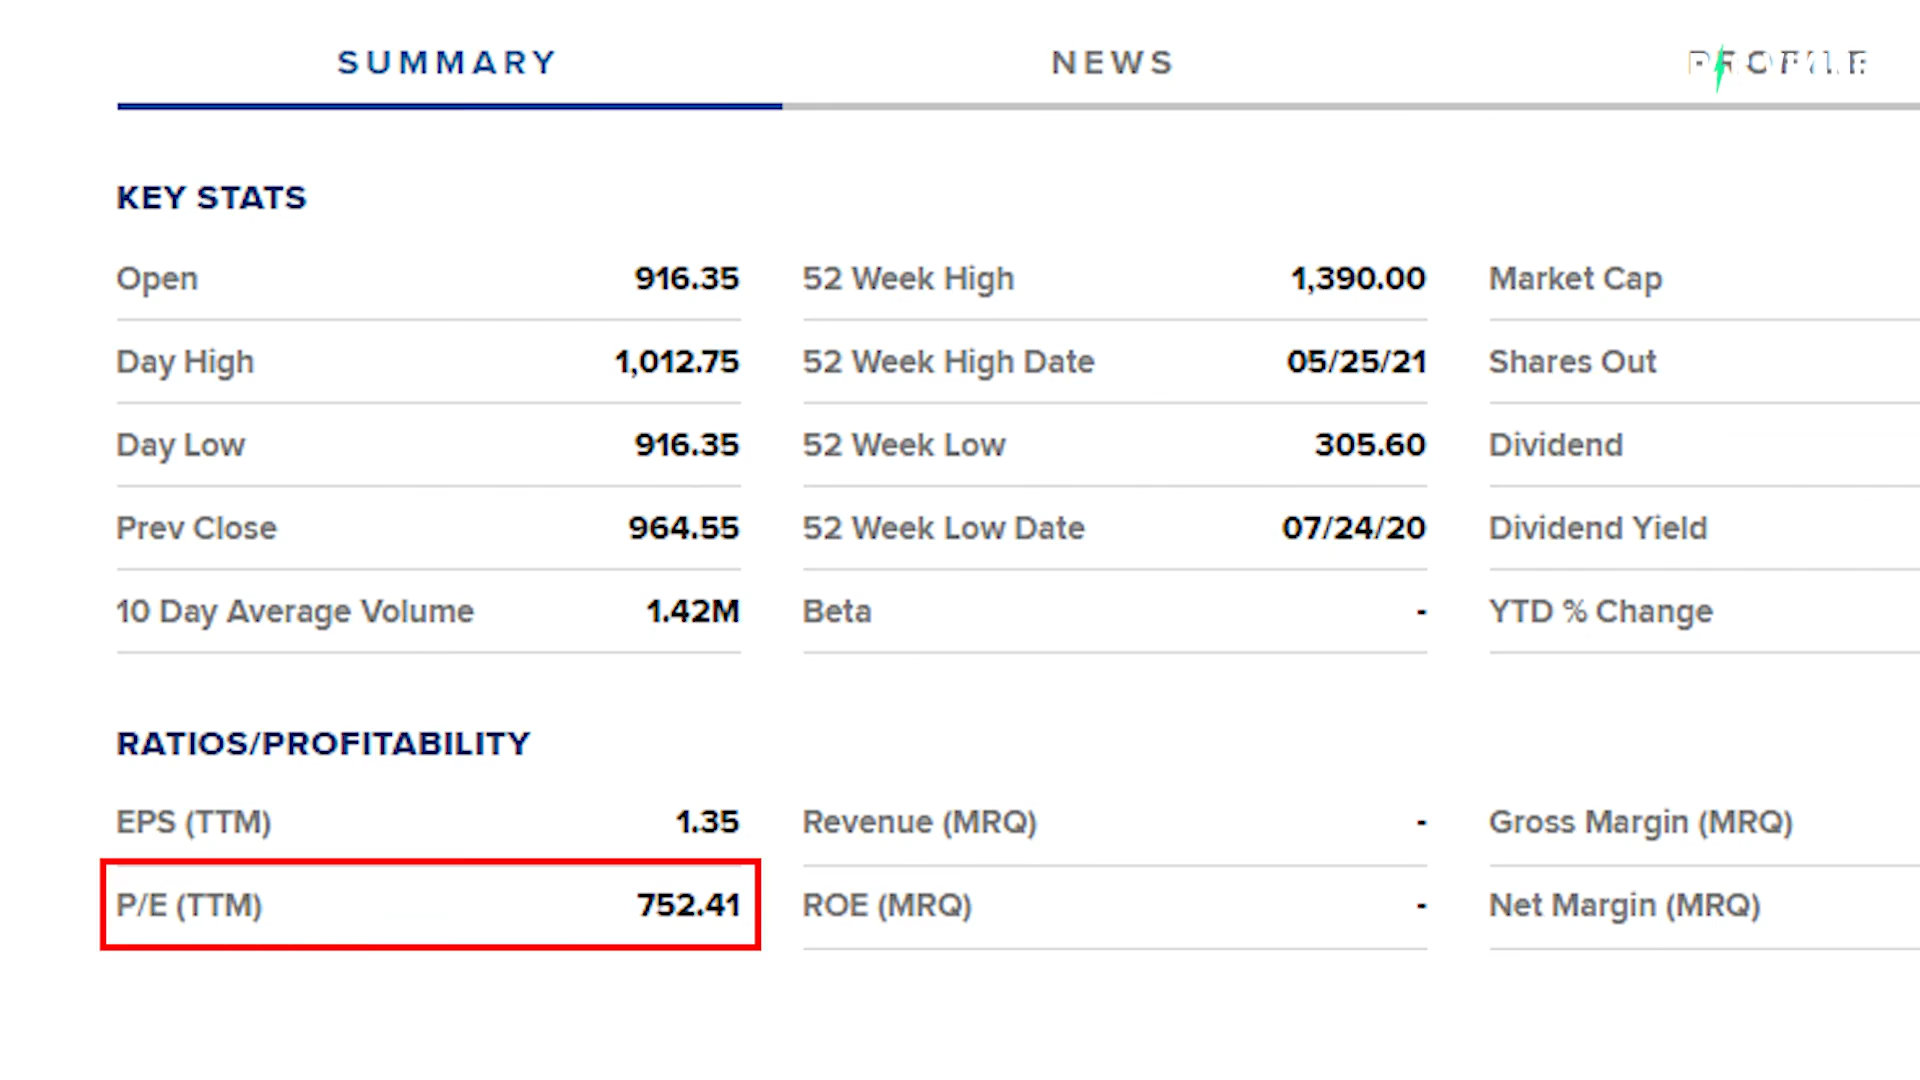 SUMMARY NEWS PROFILE
KEY STATS
Open 916.35 52 Week High 1,390.00 Market Cap
Day High 1,012.75 52 Week High Date 05/25/21 Shares Out
Day Low 916.35 52 Week Low 305.60 Dividend
Prev Close 964.55 52 Week Low Date 07/24/20 Dividend Yield
10 Day Average Volume 1.42M Beta - YTD % Change
RATIOS/PROFITABILITY
EPS (TTM) 1.35 Revenue (MRQ) - Gross Margin (MRQ)
P/E (TTM) 752.41 ROE (MRQ) - Net Margin (MRQ)